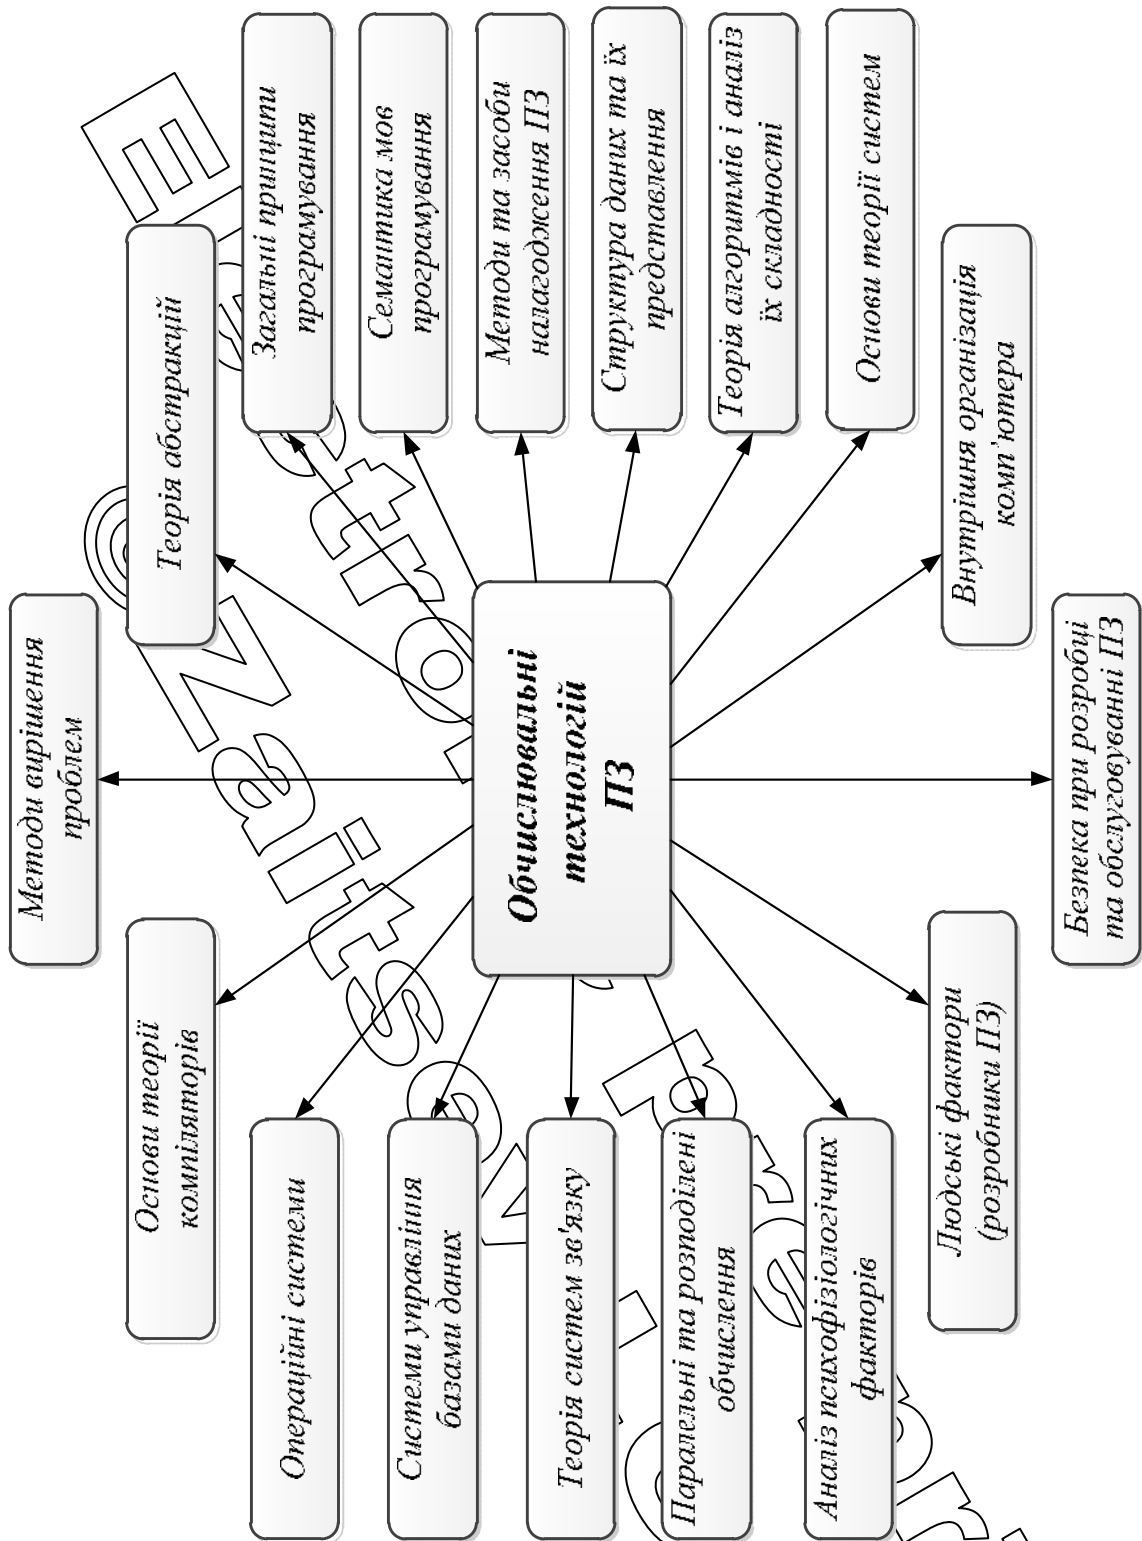 Методи вирішення
проблем
Основи теорії
компіляторів
Теорія абстракцій
Операційні системи
Загальні принципи
програмування
Системи управління
базами даних
Семантика мов
програмування
Обчислювальні
технологій
ПЗ
Теорія систем зв'язку
Методи та засоби
налагодження ПЗ
Структура даних та їх
представлення
Паралельні та розподілені
обчислення
Теорія алгоритмів і аналіз
їх складності
Аналіз психофізіологічних
факторів
Основи теорії систем
Людські фактори
(розробники ПЗ)
Внутрішня організація
комп’ютера
Безпека при розробці
та обслуговуванні ПЗ
© Zaitsev